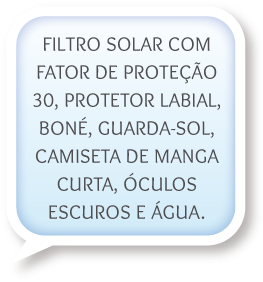 FILTRO SOLAR COM
FATOR DE PROTEÇÃO
30, PROTETOR LABIAL,
BONÉ, GUARDA-SOL,
CAMISETA DE MANGA
CURTA, ÓCULOS
ESCUROS E ÁGUA.